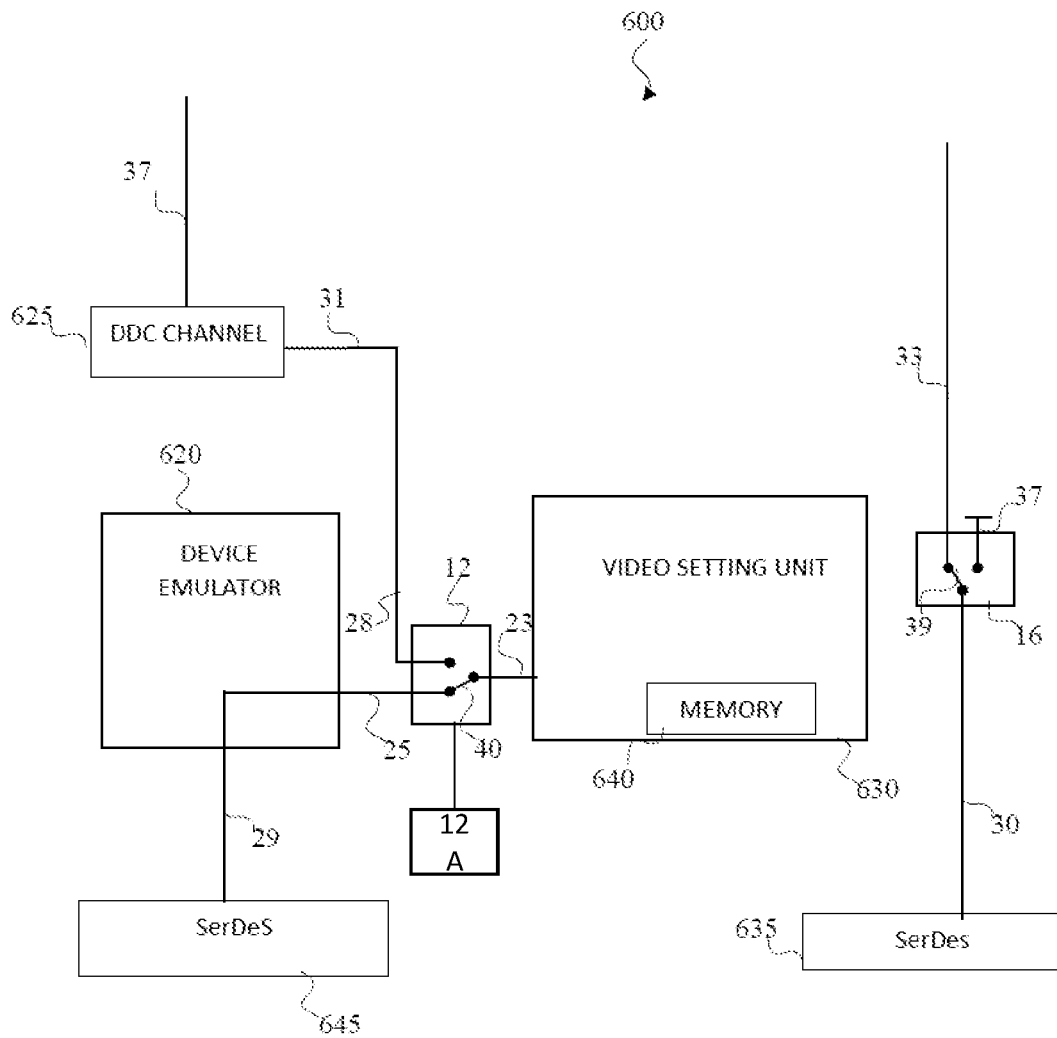 600
37
31
625
DDC CHANNEL
33
620
37
DEVICE
EMULATOR
12
VIDEO SETTING UNIT
28
23
39
16
MEMORY
25
40
640
630
29
12
A
30
SerDeS
635
SerDes
645